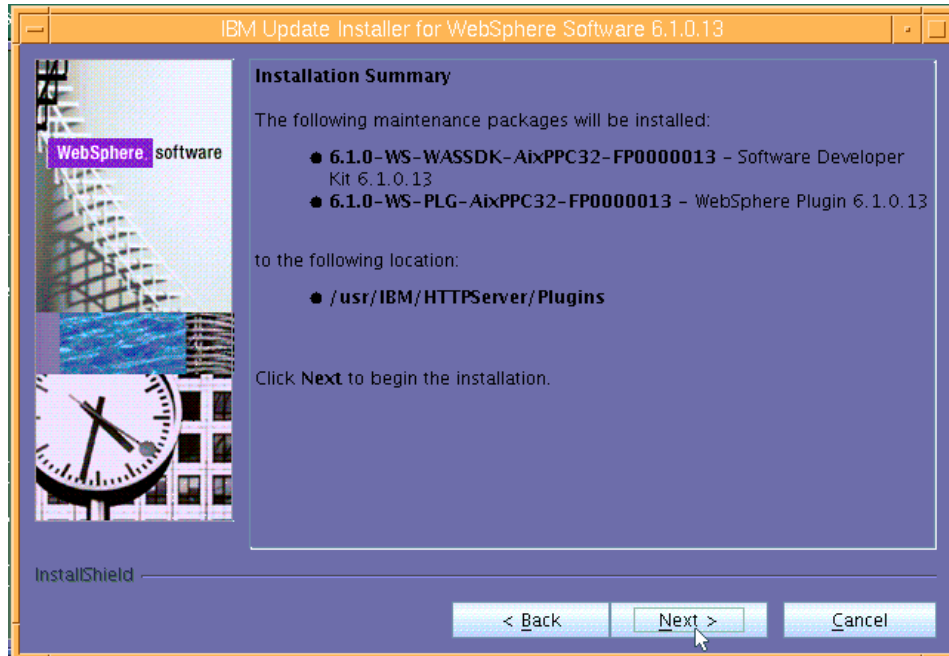 IBM Update Installer for WebSphere Software 6.1.0.13
WebSphere software
Installation Summary
The following maintenance packages will be installed:
● 6.1.0-WS-WASSDK-AixPPC32-FP0000013 - Software Developer
Kit 6.1.0.13
● 6.1.0-WS-PLG-AixPPC32-FP0000013 - WebSphere Plugin 6.1.0.13
to the following location:
● /usr/IBM/HTTPServer/Plugins
Click Next to begin the installation.
InstallShield
< Back
Next >
Cancel